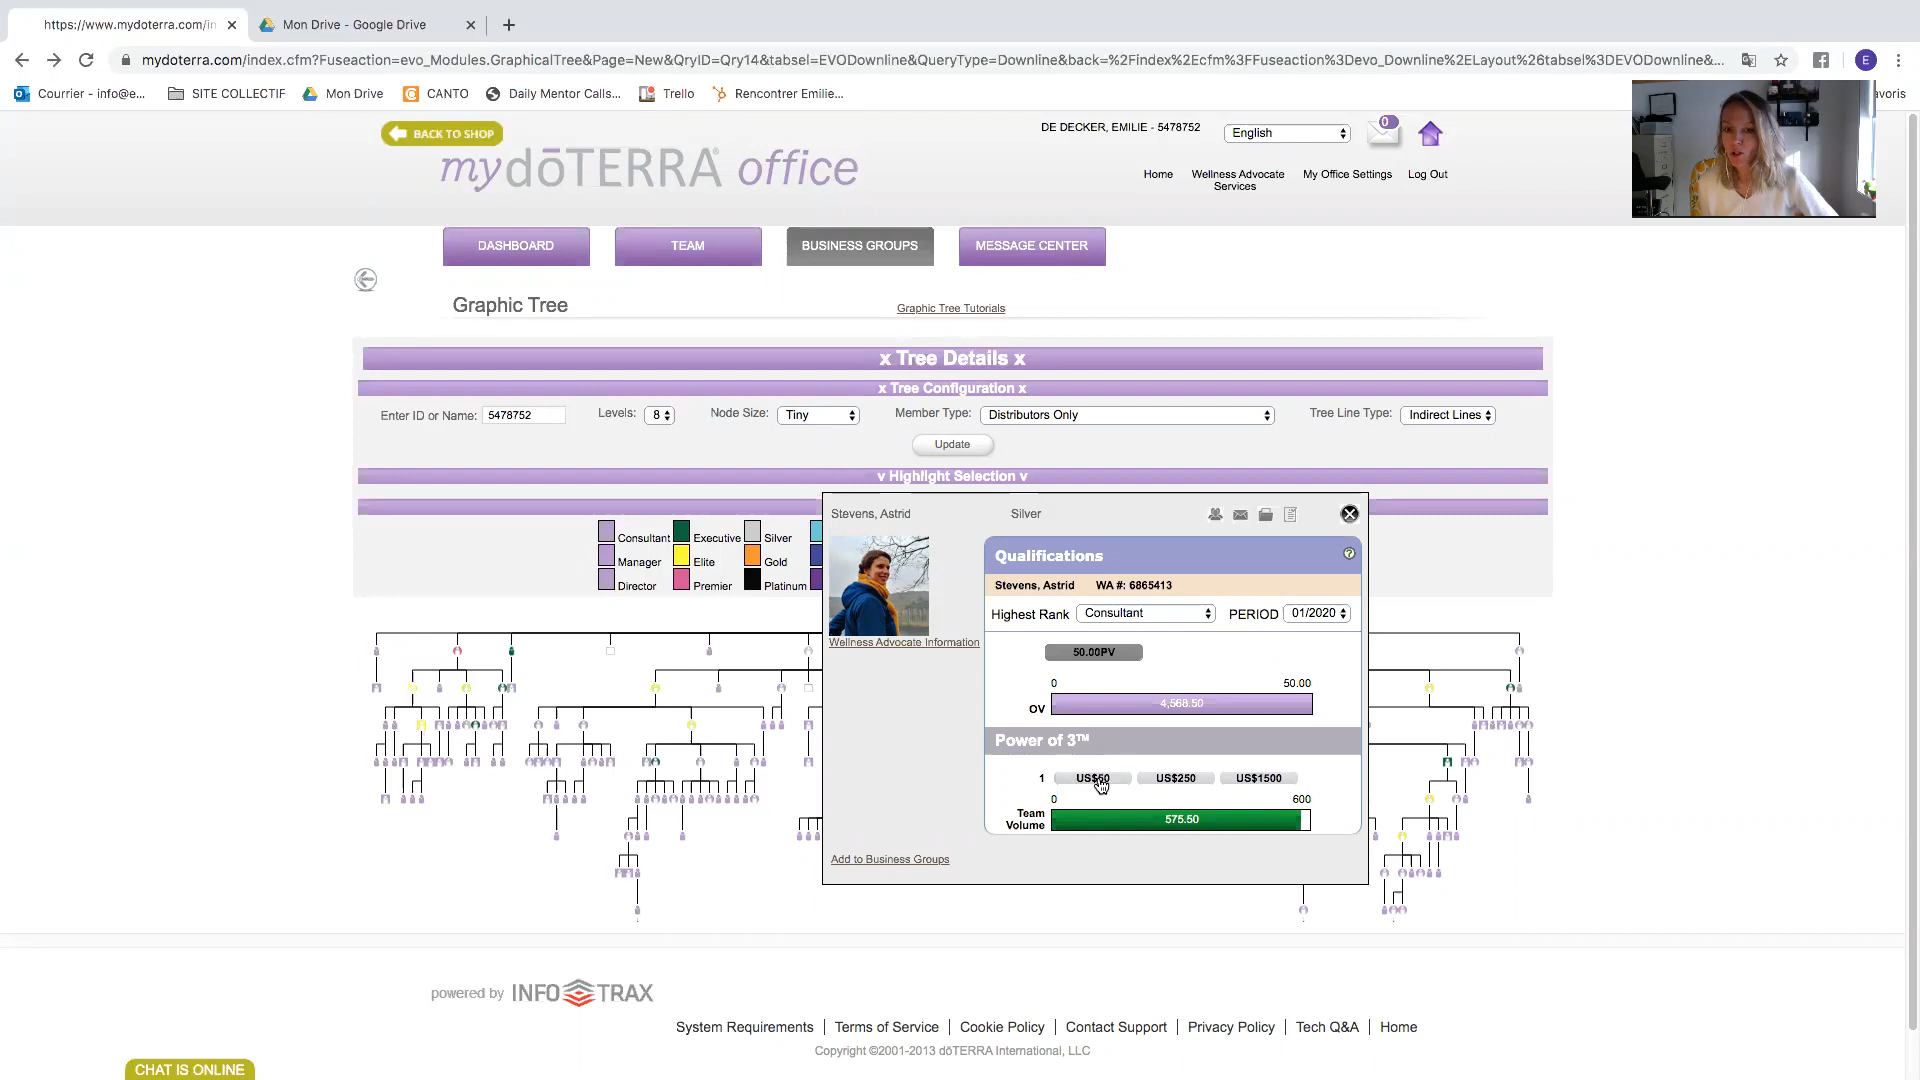 https://www.mydoterra.com/in
Mon Drive - Google Drive
mydoterra.com/index.cfm?Fuseaction=evo_Modules.GraphicalTree&Page=New&QryID=Qry14&tabsel=EVODownline&QueryType=Downline&back=%2Findex%2Ecfm%3FFuseaction%3Devo_Downline%2ELayout%26tabsel%3DEVODownline&...
E
Courrier - info@e...
SITE COLLECTIF
Mon Drive
CANTO
Daily Mentor Calls...
Trello
Rencontrer Emilie...
avoris
BACK TO SHOP
DE DECKER, EMILIE - 5478752
English
0
mydōTERRA® office
Home
Wellness Advocate Services
My Office Settings
Log Out
DASHBOARD
TEAM
BUSINESS GROUPS
MESSAGE CENTER
Graphic Tree
Graphic Tree Tutorials
x Tree Details x
x Tree Configuration x
Enter ID or Name: 5478752
Levels: 8
Node Size: Tiny
Member Type: Distributors Only
Tree Line Type: Indirect Lines
Update
v Highlight Selection v
Consultant
Executive
Silver
Manager
Elite
Gold
Director
Premier
Platinum
Stevens, Astrid
Silver
Wellness Advocate Information
Add to Business Groups
Qualifications
?
Stevens, Astrid WA #: 6865413
Highest Rank Consultant PERIOD 01/2020
50.00PV
0 50.00
OV 4,568.50
Power of 3™
1 US$50 US$250 US$1500
0 600
Team Volume 575.50
powered by INFOTRAX
System Requirements | Terms of Service | Cookie Policy | Contact Support | Privacy Policy | Tech Q&A | Home
Copyright ©2001-2013 dōTERRA International, LLC
CHAT IS ONLINE